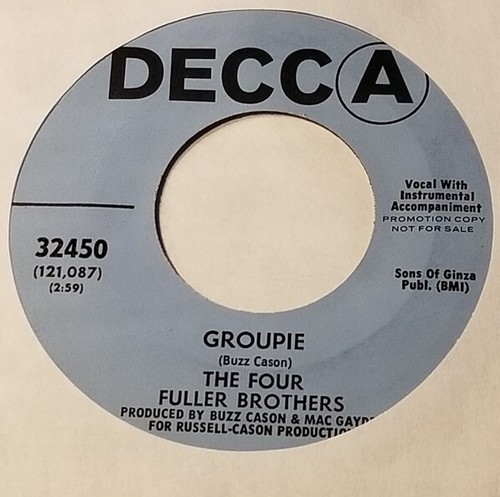 DECCA
Vocal With
Instrumental
Accompaniment
PROMOTION COPY
NOT FOR SALE
32450
(121,087)
(2:59)
Sons Of Ginza
Publ. (BMI)
GROUPIE
(Buzz Cason)
THE FOUR
FULLER BROTHERS
PRODUCED BY BUZZ CASON & MAC
FOR RUSSELL-CASON